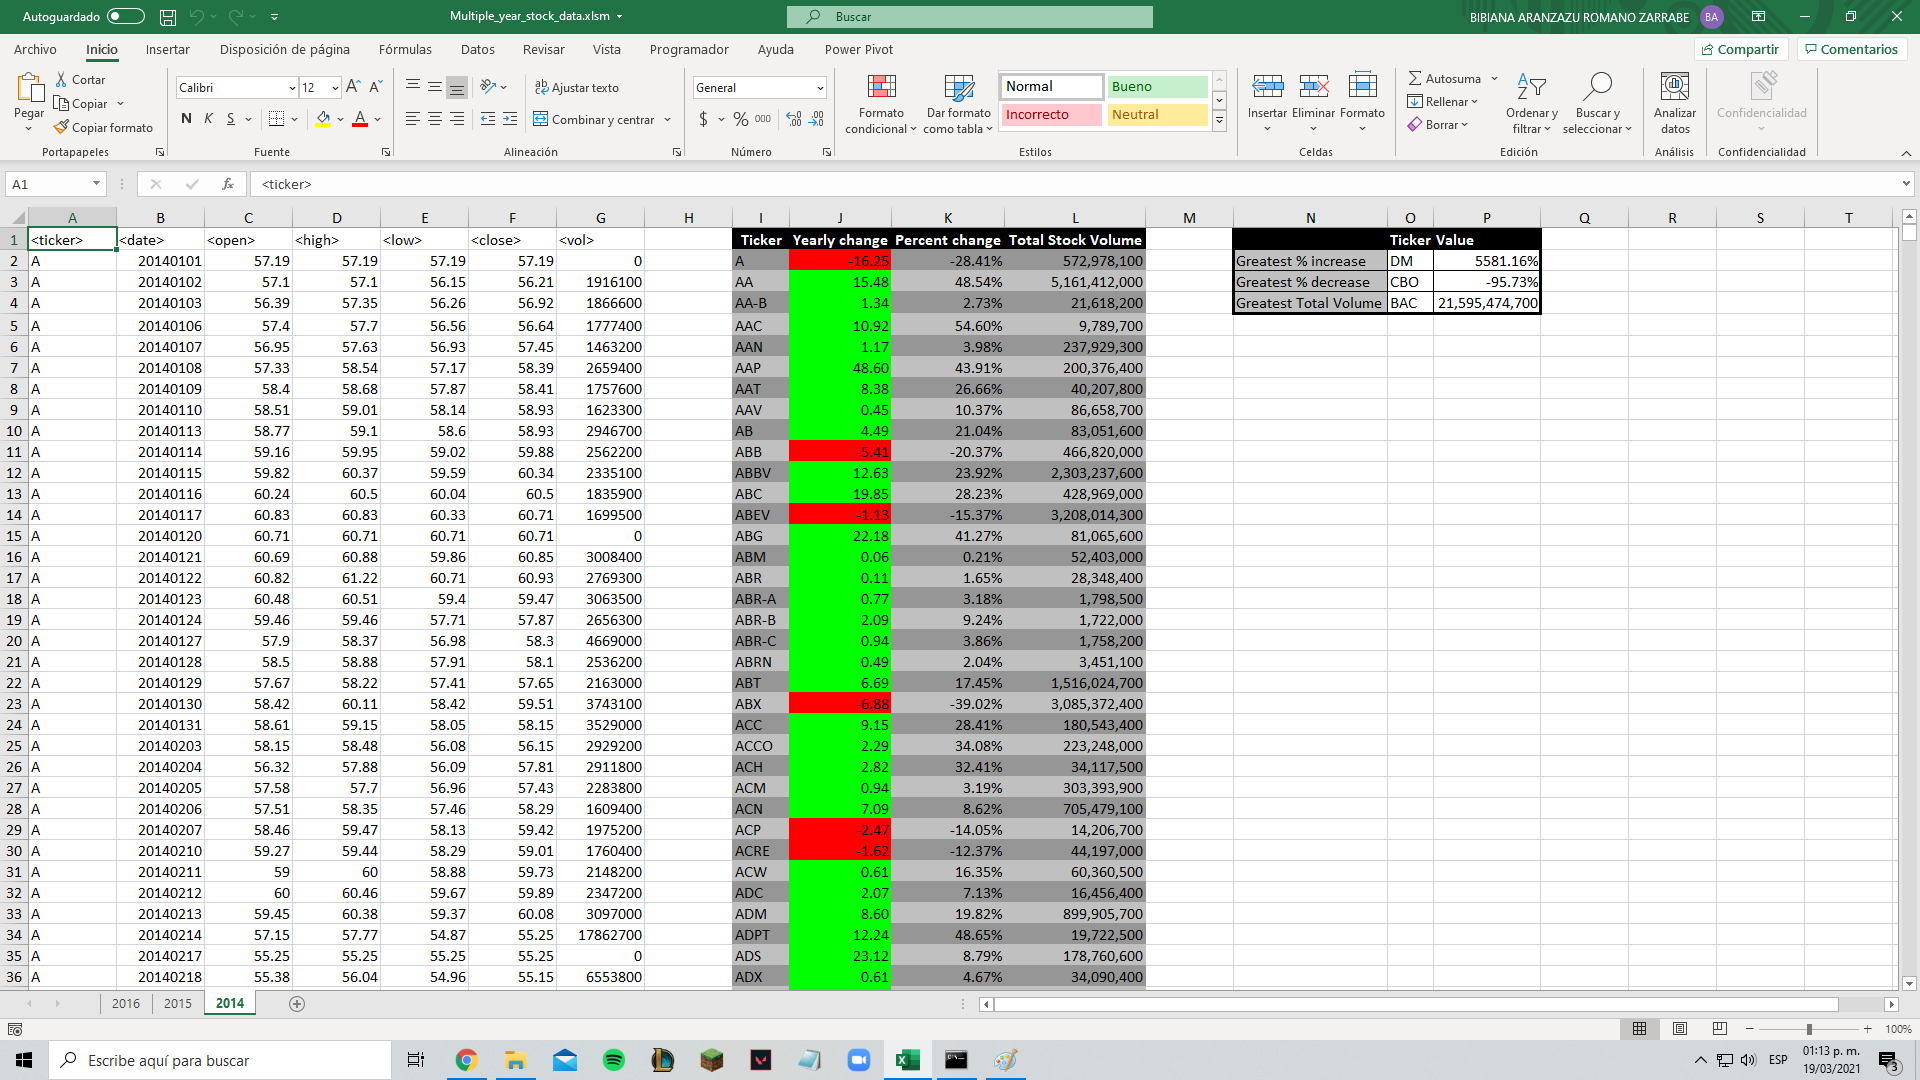 Autoguardado
Multiple_year_stock_data.xlsm
Buscar
BIBIANA ARANZAZU ROMANO ZARRABE BA
Archivo Inicio Insertar Disposición de página Fórmulas Datos Revisar Vista Programador Ayuda Power Pivot Compartir Comentarios
Pegar
Cortar
Copiar
Copiar formato
Portapapeles
Calibri 12
N K S
Fuente
Ajustar texto
Combinar y centrar
Alineación
General
$ % 000
Número
Formato condicional
Dar formato como tabla
Normal Bueno
Incorrecto Neutral
Estilos
Insertar Eliminar Formato
Celdas
Autosuma
Rellenar
Borrar
Ordenar y filtrar
Buscar y seleccionar
Edición
Analizar datos
Análisis
Confidencialidad
Confidencialidad
A1 fx <ticker>
A B C D E F G H I J K L M N O P Q R S T
1 <ticker> <date> <open> <high> <low> <close> <vol> Ticker Yearly change Percent change Total Stock Volume Ticker Value
2 A 20140101 57.19 57.19 57.19 57.19 0 A -16.25 -28.41% 572,978,100 Greatest % increase DM 5581.16%
3 A 20140102 57.1 57.1 56.15 56.21 1916100 AA 15.48 48.54% 5,161,412,000 Greatest % decrease CBO -95.73%
4 A 20140103 56.39 57.35 56.26 56.92 1866600 AA-B 1.34 2.73% 21,618,200 Greatest Total Volume BAC 21,595,474,700
5 A 20140106 57.4 57.7 56.56 56.64 1777400 AAC 10.92 54.60% 9,789,700
6 A 20140107 56.95 57.63 56.93 57.45 1463200 AAN 1.17 3.98% 237,929,300
7 A 20140108 57.33 58.54 57.17 58.39 2659400 AAP 48.60 43.91% 200,376,400
8 A 20140109 58.4 58.68 57.87 58.41 1757600 AAT 8.38 26.66% 40,207,800
9 A 20140110 58.51 59.01 58.14 58.93 1623300 AAV 0.45 10.37% 86,658,700
10 A 20140113 58.77 59.1 58.6 58.93 2946700 AB 4.49 21.04% 83,051,600
11 A 20140114 59.16 59.95 59.02 59.88 2562200 ABB -5.41 -20.37% 466,820,000
12 A 20140115 59.82 60.37 59.59 60.34 2335100 ABBV 12.63 23.92% 2,303,237,600
13 A 20140116 60.24 60.5 60.04 60.5 1835900 ABC 19.85 28.23% 428,969,000
14 A 20140117 60.83 60.83 60.33 60.71 1699500 ABEV -1.13 -15.37% 3,208,014,300
15 A 20140120 60.71 60.71 60.71 60.71 0 ABG 22.18 41.27% 81,065,600
16 A 20140121 60.69 60.88 59.86 60.85 3008400 ABM 0.06 0.21% 52,403,000
17 A 20140122 60.82 61.22 60.71 60.93 2769300 ABR 0.11 1.65% 28,348,400
18 A 20140123 60.48 60.51 59.4 59.47 3063500 ABR-A 0.77 3.18% 1,798,500
19 A 20140124 59.46 59.46 57.71 57.87 2656300 ABR-B 2.09 9.24% 1,722,000
20 A 20140127 57.9 58.37 56.98 58.3 4669000 ABR-C 0.94 3.86% 1,758,200
21 A 20140128 58.5 58.88 57.91 58.1 2536200 ABRN 0.49 2.04% 3,451,100
22 A 20140129 57.67 58.22 57.41 57.65 2163000 ABT 6.69 17.45% 1,516,024,700
23 A 20140130 58.42 60.11 58.42 59.51 3743100 ABX -6.88 -39.02% 3,085,372,400
24 A 20140131 58.61 59.15 58.05 58.15 3529000 ACC 9.15 28.41% 180,543,400
25 A 20140203 58.15 58.48 56.08 56.15 2929200 ACCO 2.29 34.08% 223,248,000
26 A 20140204 56.32 57.88 56.09 57.81 2911800 ACH 2.82 32.41% 34,117,500
27 A 20140205 57.58 57.7 56.96 57.43 2283800 ACM 0.94 3.19% 303,393,900
28 A 20140206 57.51 58.35 57.46 58.29 1609400 ACN 7.09 8.62% 705,479,100
29 A 20140207 58.46 59.47 58.13 59.42 1975200 ACP -2.47 -14.05% 14,206,700
30 A 20140210 59.27 59.44 58.29 59.01 1760400 ACRE -1.62 -12.37% 44,197,000
31 A 20140211 59 60 58.88 59.73 2148200 ACW 0.61 16.35% 60,360,500
32 A 20140212 60 60.46 59.67 59.89 2347200 ADC 2.07 7.13% 16,456,400
33 A 20140213 59.45 60.38 59.37 60.08 3097000 ADM 8.60 19.82% 899,905,700
34 A 20140214 57.15 57.77 54.87 55.25 17862700 ADPT 12.24 48.65% 19,722,500
35 A 20140217 55.25 55.25 55.25 55.25 0 ADS 23.12 8.79% 178,760,600
36 A 20140218 55.38 56.04 54.96 55.15 6553800 ADX 0.61 4.67% 34,090,400
2016 2015 2014
100%
Escribe aquí para buscar
ESP
01:13 p. m.
19/03/2021
3